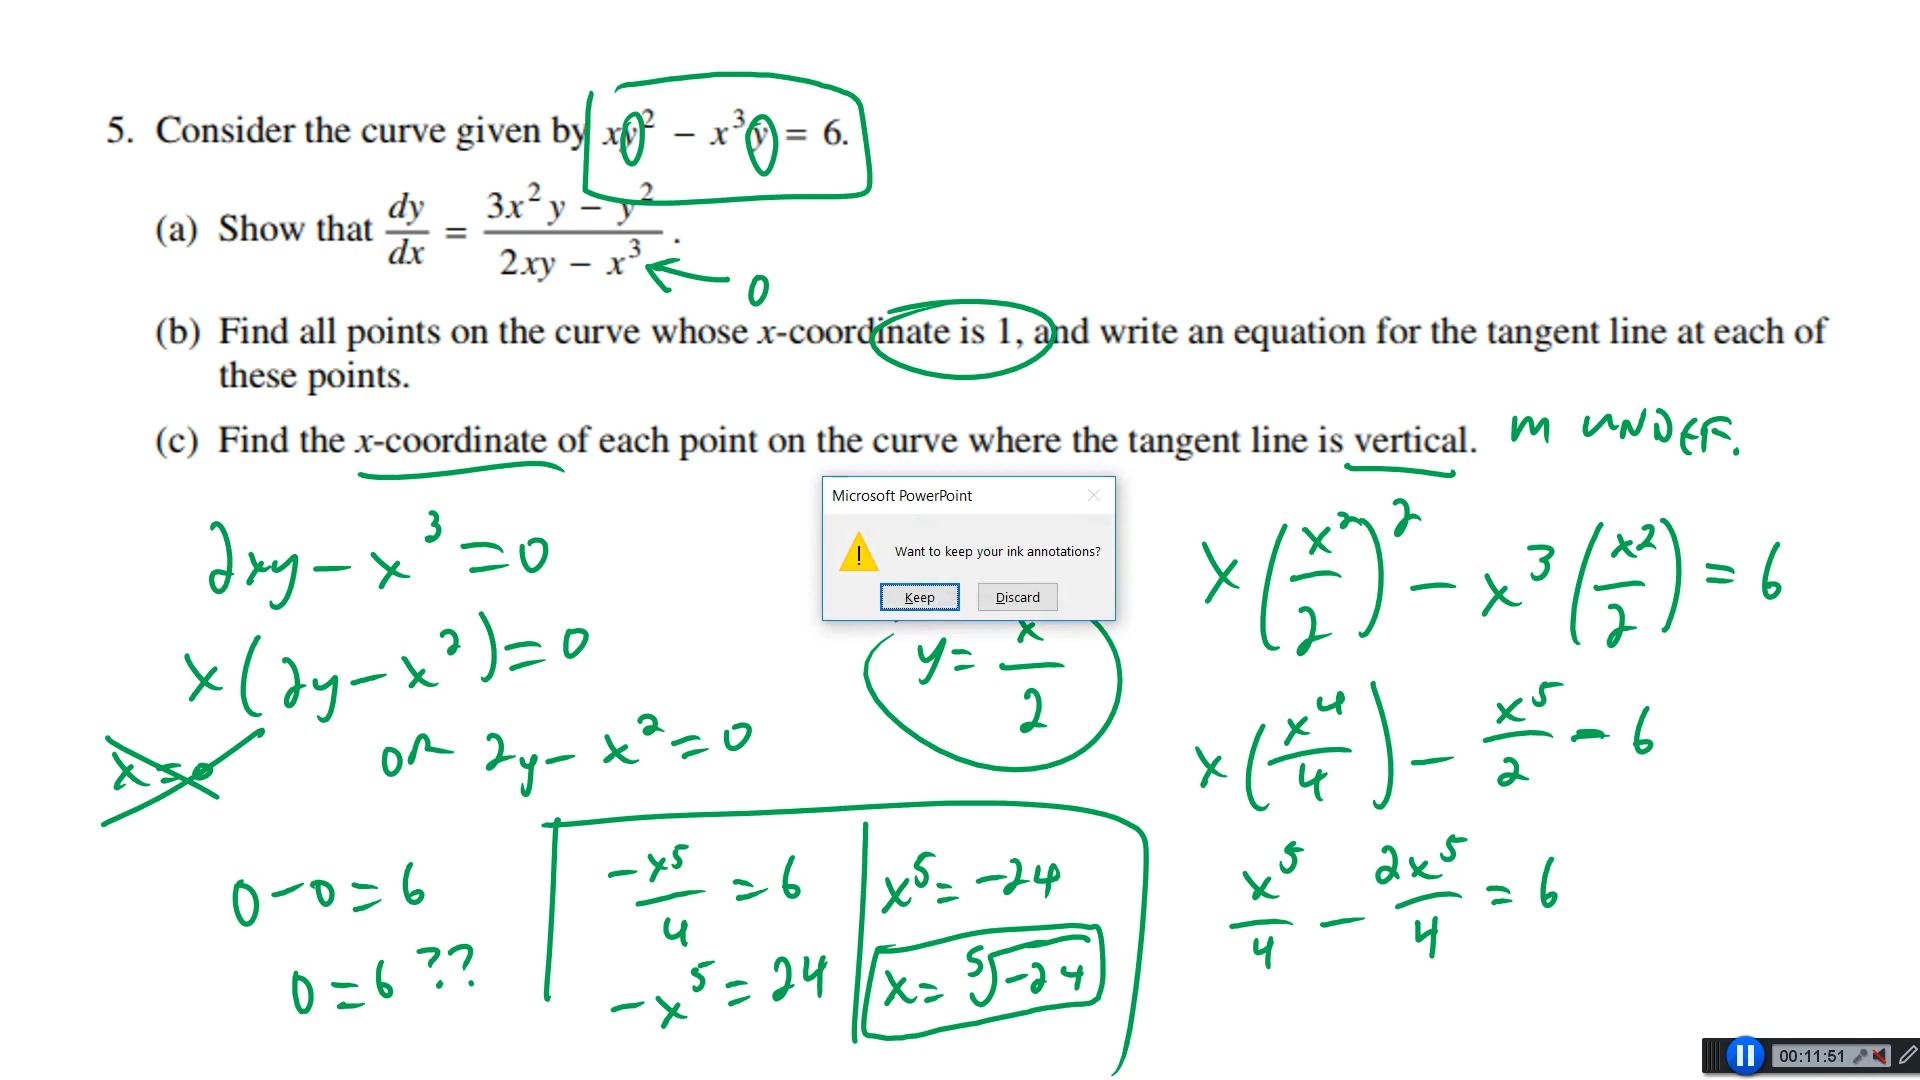 5. Consider the curve given by xy² − x³y = 6.
(a) Show that dy/dx = (3x²y − y²)/(2xy − x³).
0
(b) Find all points on the curve whose x-coordinate is 1, and write an equation for the tangent line at each of
these points.
(c) Find the x-coordinate of each point on the curve where the tangent line is vertical. m UNDEF.
Microsoft PowerPoint
Want to keep your ink annotations?
Keep Discard
2xy − x³ = 0
x(2y − x²) = 0
x = 0
or 2y − x² = 0
0 − 0 = 6
0 = 6 ??
y = x/2
x(x²/2)² − x³(x²/2) = 6
x(x⁴/4) − x⁵/2 - 6
x⁵/4 − 2x⁵/4 = 6
−x⁵/4 = 6
−x⁵ = 24
x⁵ = −24
x = ⁵√−24
00:11:51